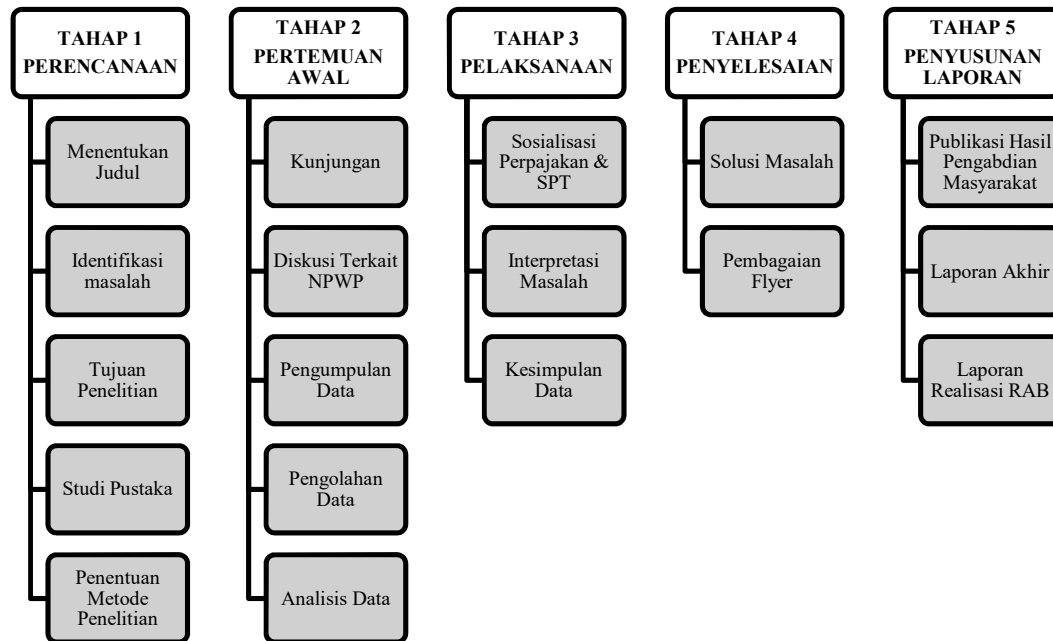 TAHAP 1
PERENCANAAN
Menentukan
Judul
Identifikasi
masalah
Tujuan
Penelitian
Studi Pustaka
Penentuan
Metode
Penelitian
TAHAP 2
PERTEMUAN
AWAL
Kunjungan
Diskusi Terkait
NPWP
Pengumpulan
Data
Pengolahan
Data
Analisis Data
TAHAP 3
PELAKSANAAN
Sosialisasi
Perpajakan &
SPT
Interpretasi
Masalah
Kesimpulan
Data
TAHAP 4
PENYELESAIAN
Solusi Masalah
Pembagaian
Flyer
TAHAP 5
PENYUSUNAN
LAPORAN
Publikasi Hasil
Pengabdian
Masyarakat
Laporan Akhir
Laporan
Realisasi RAB